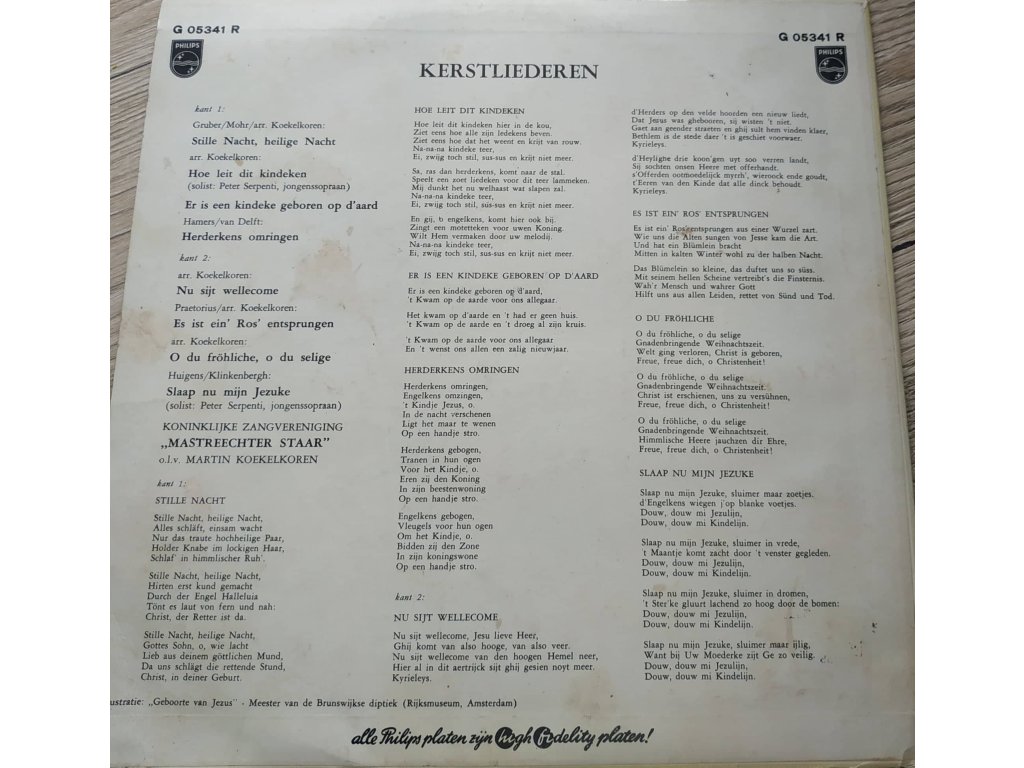 G 05341 R
PHILIPS
G 05341 R
PHILIPS
KERSTLIEDEREN
kant 1:
Gruber/Mohr/arr. Koekelkoren:
Stille Nacht, heilige Nacht
arr. Koekelkoren:
Hoe leit dit kindeken
(solist: Peter Serpenti, jongenssopraan)
Er is een kindeke geboren op d'aard
Hamers/van Delft:
Herderkens omringen
kant 2:
arr. Koekelkoren:
Nu sijt wellecome
Praetorius/arr. Koekelkoren:
Es ist ein' Ros' entsprungen
arr. Koekelkoren:
O du fröhliche, o du selige
Huigens/Klinkenbergh:
Slaap nu mijn Jezuke
(solist: Peter Serpenti, jongenssopraan)
KONINKLIJKE ZANGVERENIGING
„MASTREECHTER STAAR”
o.l.v. MARTIN KOEKELKOREN
kant 1:
STILLE NACHT
Stille Nacht, heilige Nacht,
Alles schläft, einsam wacht
Nur das traute hochheilige Paar,
Holder Knabe im lockigen Haar,
Schlaf' in himmlischer Ruh'.
Stille Nacht, heilige Nacht,
Hirten erst kund gemacht
Durch der Engel Halleluia
Tönt es laut von fern und nah:
Christ, der Retter ist da.
Stille Nacht, heilige Nacht,
Gottes Sohn, o, wie lacht
Lieb aus deinem göttlichen Mund,
Da uns schlägt die rettende Stund,
Christ, in deiner Geburt.
HOE LEIT DIT KINDEKEN
Hoe leit dit kindeken hier in de kou,
Ziet eens hoe alle zijn ledekens beven.
Ziet eens hoe dat het weent en krijt van rouw.
Na-na-na kindeke teer,
Ei, zwijg toch stil, sus-sus en krijt niet meer.
Sa, ras dan herderkens, komt naar de stal.
Speelt een zoet liedeken voor dit teer lammeken.
Mij dunkt het nu welhaast wat slapen zal.
Na-na-na kindeke teer,
Ei, zwijg toch stil, sus-sus en krijt niet meer.
En gij, o engelkens, komt hier ook bij.
Zingt een motetteken voor uwen Koning.
Wilt Hem vermaken door uw melodij.
Na-na-na kindeke teer,
Ei, zwijg toch stil, sus-sus en krijt niet meer.
ER IS EEN KINDEKE GEBOREN OP D'AARD
Er is een kindeke geboren op d'aard,
't Kwam op de aarde voor ons allegaar.
Het kwam op d'aarde en 't had er geen huis.
't Kwam op de aarde en 't droeg al zijn kruis.
't Kwam op de aarde voor ons allegaar
En 't wenst ons allen een zalig nieuwjaar.
HERDERKENS OMRINGEN
Herderkens omringen,
Engelkens omzingen,
't Kindje Jezus, o.
In de nacht verschenen
Ligt het maar te wenen
Op een handje stro.
Herderkens gebogen,
Tranen in hun ogen
Voor het Kindje, o.
Eren zij den Koning
In zijn beestenwoning
Op een handje stro.
Engelkens gebogen,
Vleugels voor hun ogen
Om het Kindje, o.
Bidden zij den Zone
In zijn koningswone
Op een handje stro.
kant 2:
NU SIJT WELLECOME
Nu sijt wellecome, Jesu lieve Heer,
Ghij komt van also hooge, van also veer.
Nu sijt wellecome van den hoogen Hemel neer,
Hier al in dit aertrijck sijt ghij gesien noyt meer.
Kyrieleys.
d'Herders op den velde hoorden een nieuw liedt,
Dat Jezus was ghebooren, sij wisten 't niet.
Gaet aan geender straeten en ghij sult hem vinden klaer,
Bethlem is de stede daer 't is geschiet voorwaer.
Kyrieleys.
d'Heylighe drie koon'gen uyt soo verren landt,
Sij sochten onsen Heere met offerhandt.
s'Offerden ootmoedelijck myrrh', wieroock ende goudt,
t'Eeren van den Kinde dat alle dinck behoudt.
Kyrieleys.
ES IST EIN' ROS' ENTSPRUNGEN
Es ist ein' Ros'entsprungen aus einer Wurzel zart.
Wie uns die Alten sungen von Jesse kam die Art.
Und hat ein Blümlein bracht
Mitten in kalten Winter wohl zu der halben Nacht.
Das Blümelein so kleine, das duftet uns so süss.
Mit seinem hellen Scheine vertreibt's die Finsternis.
Wah'r Mensch und wahrer Gott
Hilft uns aus allen Leiden, rettet von Sünd und Tod.
O DU FRÖHLICHE
O du fröhliche, o du selige
Gnadenbringende Weihnachtszeit.
Welt ging verloren, Christ is geboren,
Freue, freue dich, o Christenheit!
O du fröhliche, o du selige
Gnadenbringende Weihnachtszeit.
Christ ist erschienen, uns zu versühnen,
Freue, freue dich, o Christenheit!
O du fröhliche, o du selige
Gnadenbringende Weihnachtszeit.
Himmlische Heere jauchzen dir Ehre,
Freue, freue dich, o Christenheit!
SLAAP NU MIJN JEZUKE
Slaap nu mijn Jezuke, sluimer maar zoetjes.
d'Engelkens wiegen j'op blanke voetjes.
Douw, douw mi Jezulijn,
Douw, douw mi Kindelijn.
Slaap nu mijn Jezuke, sluimer in vrede,
't Maantje komt zacht door 't venster gegleden.
Douw, douw mi Jezulijn,
Douw, douw mi Kindelijn.
Slaap nu mijn Jezuke, sluimer in dromen,
't Ster'ke gluurt lachend zo hoog door de bomen:
Douw, douw mi Jezulijn,
Douw, douw mi Kindelijn.
Slaap nu mijn Jezuke, sluimer maar ijlig,
Want bij Uw Moederke zijt Ge zo veilig.
Douw, douw mi Jezulijn,
Douw, douw mi Kindelijn.
ustratie: „Geboorte van Jezus” - Meester van de Brunswijkse diptiek (Rijksmuseum, Amsterdam)
alle Philips platen zijn high fidelity platen!